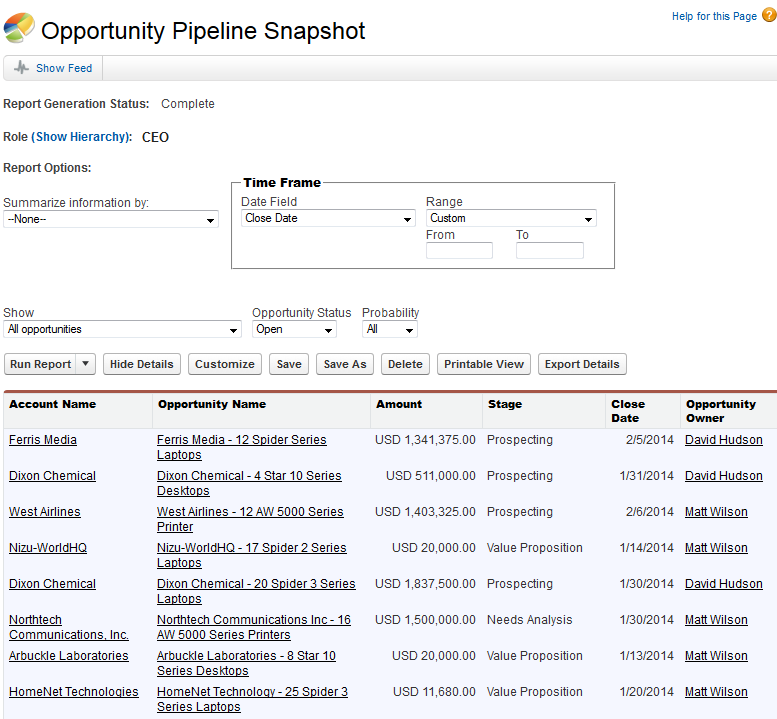 Opportunity Pipeline Snapshot
Help for this Page ?
Show Feed
Report Generation Status: Complete
Role (Show Hierarchy): CEO
Report Options:
Summarize information by:
--None--
Time Frame
Date Field Range
Close Date Custom
From To
Show Opportunity Status Probability
All opportunities Open All
Run Report Hide Details Customize Save Save As Delete Printable View Export Details
Account Name Opportunity Name Amount Stage Close Opportunity
Date Owner
Ferris Media Ferris Media - 12 Spider Series USD 1,341,375.00 Prospecting 2/5/2014 David Hudson
Laptops
Dixon Chemical Dixon Chemical - 4 Star 10 Series USD 511,000.00 Prospecting 1/31/2014 David Hudson
Desktops
West Airlines West Airlines - 12 AW 5000 Series USD 1,403,325.00 Prospecting 2/6/2014 Matt Wilson
Printer
Nizu-WorldHQ Nizu-WorldHQ - 17 Spider 2 Series USD 20,000.00 Value Proposition 1/14/2014 Matt Wilson
Laptops
Dixon Chemical Dixon Chemical - 20 Spider 3 Series USD 1,837,500.00 Prospecting 1/30/2014 David Hudson
Laptops
Northtech Northtech Communications Inc - 16 USD 1,500,000.00 Needs Analysis 1/30/2014 Matt Wilson
Communications, Inc. AW 5000 Series Printers
Arbuckle Laboratories Arbuckle Laboratories - 8 Star 10 USD 20,000.00 Value Proposition 1/13/2014 Matt Wilson
Series Desktops
HomeNet Technologies HomeNet Technology - 25 Spider 3 USD 11,680.00 Value Proposition 1/20/2014 Matt Wilson
Series Laptops